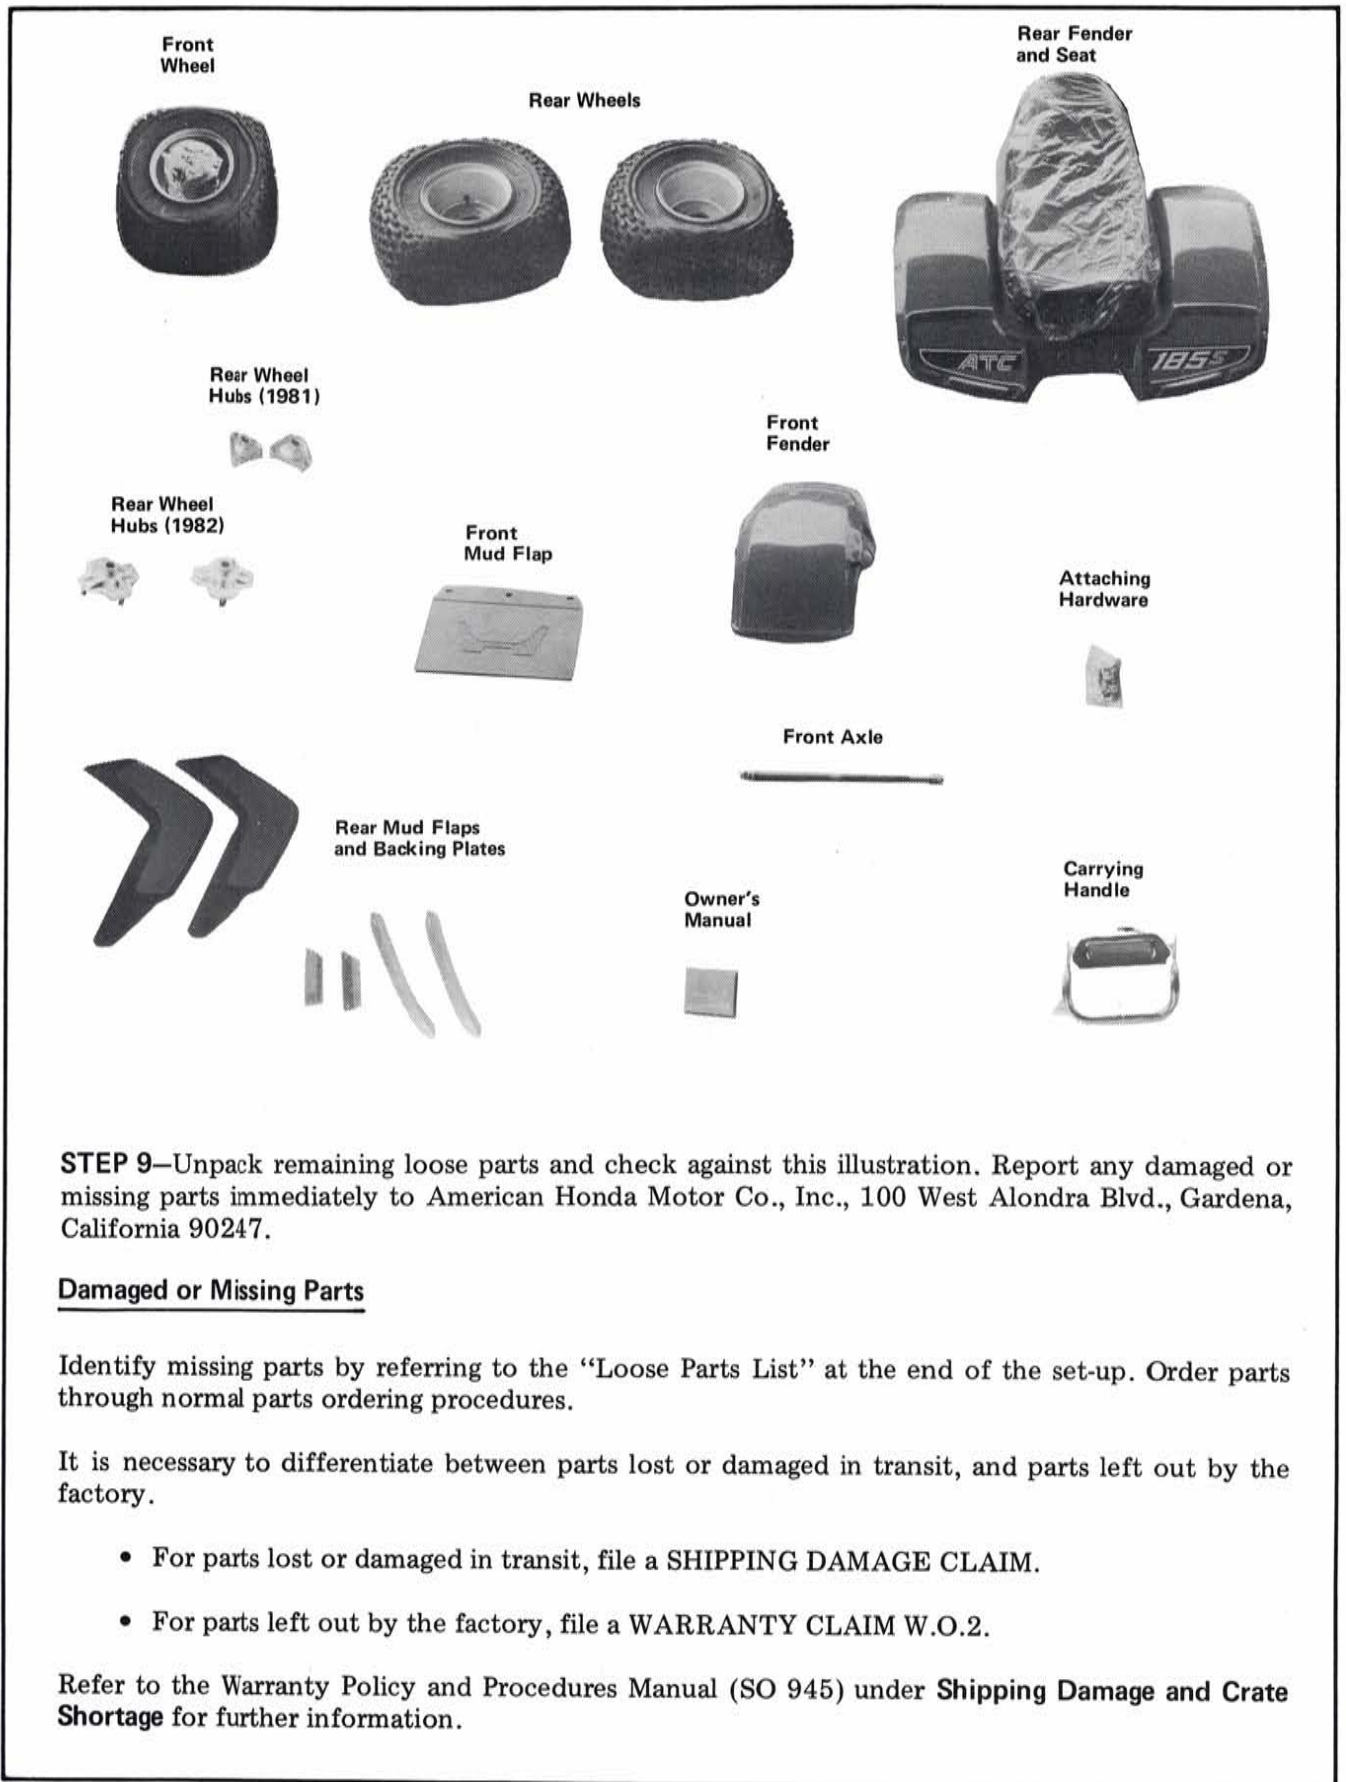 Front
Wheel
Rear Wheels
Rear Fender
and Seat
ATC
185s
Rear Wheel
Hubs (1981)
Front
Fender
Rear Wheel
Hubs (1982)
Front
Mud Flap
Attaching
Hardware
Front Axle
Rear Mud Flaps
and Backing Plates
Owner's
Manual
Carrying
Handle
STEP 9—Unpack remaining loose parts and check against this illustration. Report any damaged or
missing parts immediately to American Honda Motor Co., Inc., 100 West Alondra Blvd., Gardena,
California 90247.
Damaged or Missing Parts
Identify missing parts by referring to the “Loose Parts List” at the end of the set-up. Order parts
through normal parts ordering procedures.
It is necessary to differentiate between parts lost or damaged in transit, and parts left out by the
factory.
• For parts lost or damaged in transit, file a SHIPPING DAMAGE CLAIM.
• For parts left out by the factory, file a WARRANTY CLAIM W.O.2.
Refer to the Warranty Policy and Procedures Manual (SO 945) under Shipping Damage and Crate
Shortage for further information.